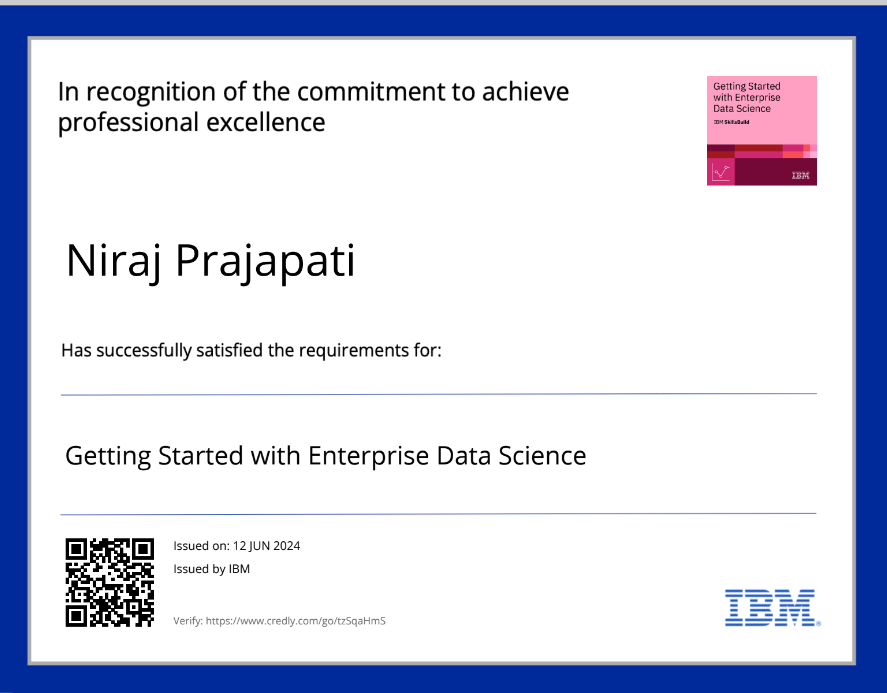 In recognition of the commitment to achieve
professional excellence
Getting Started
with Enterprise
Data Science
IBM SkillsBuild
IBM
Niraj Prajapati
Has successfully satisfied the requirements for:
Getting Started with Enterprise Data Science
Issued on: 12 JUN 2024
Issued by IBM
Verify: https://www.credly.com/go/tzSqaHmS
IBM.